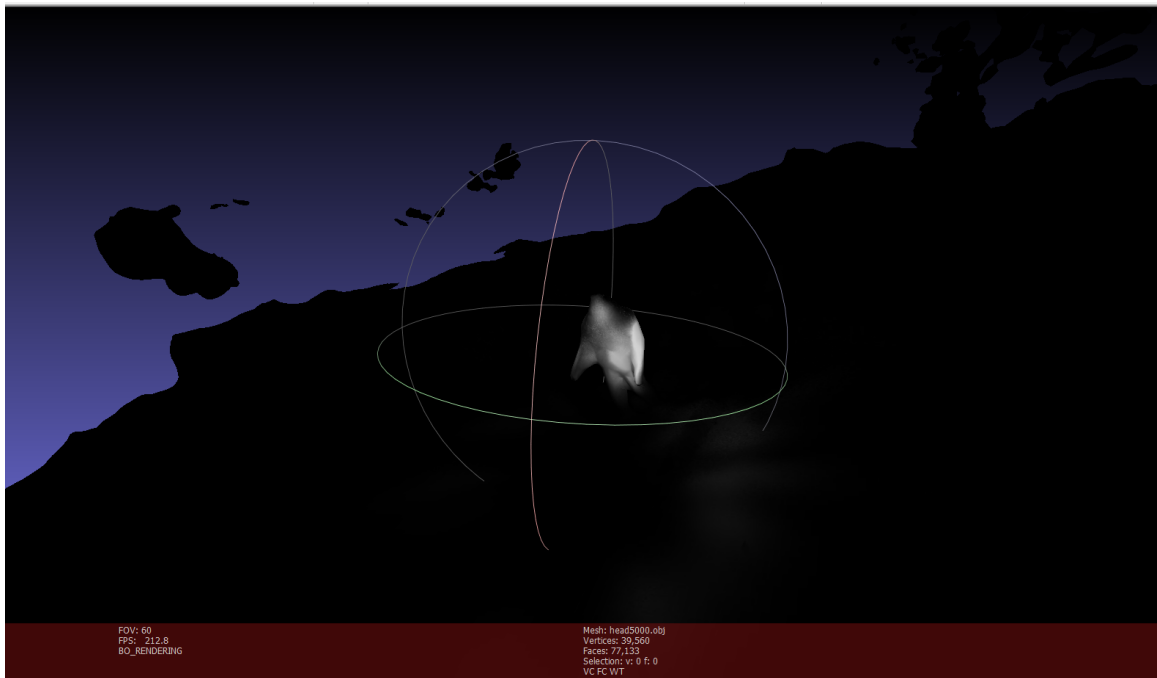 FOV: 60
FPS: 212.8
BO_RENDERING
Mesh: head5000.obj
Vertices: 39,560
Faces: 77,133
Selection: v: 0 f: 0
VC FC WT